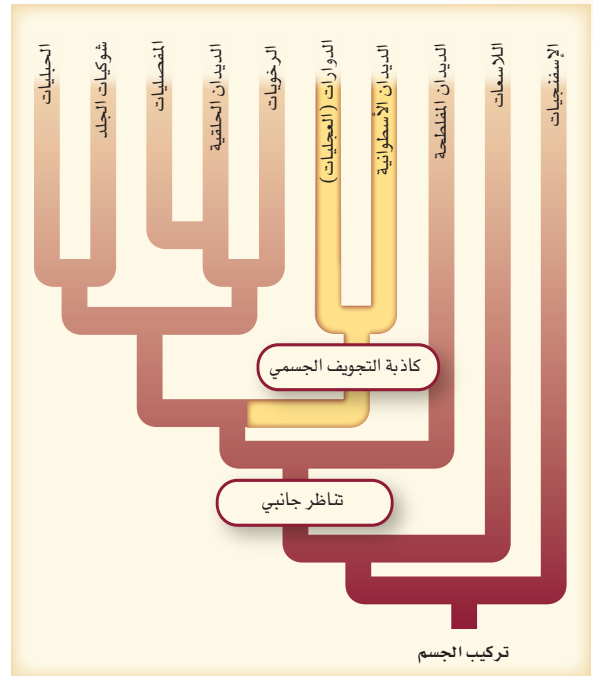 الإسفنجيات
اللاسعات
الديدان المفلطحة
الديدان الأسطوانية
الدوارات (العجليات)
الرخويات
الديدان الحلقية
المفصليات
شوكيات الجلد
الحبليات
كاذبة التجويف الجسمي
تناظر جانبي
تركيب الجسم